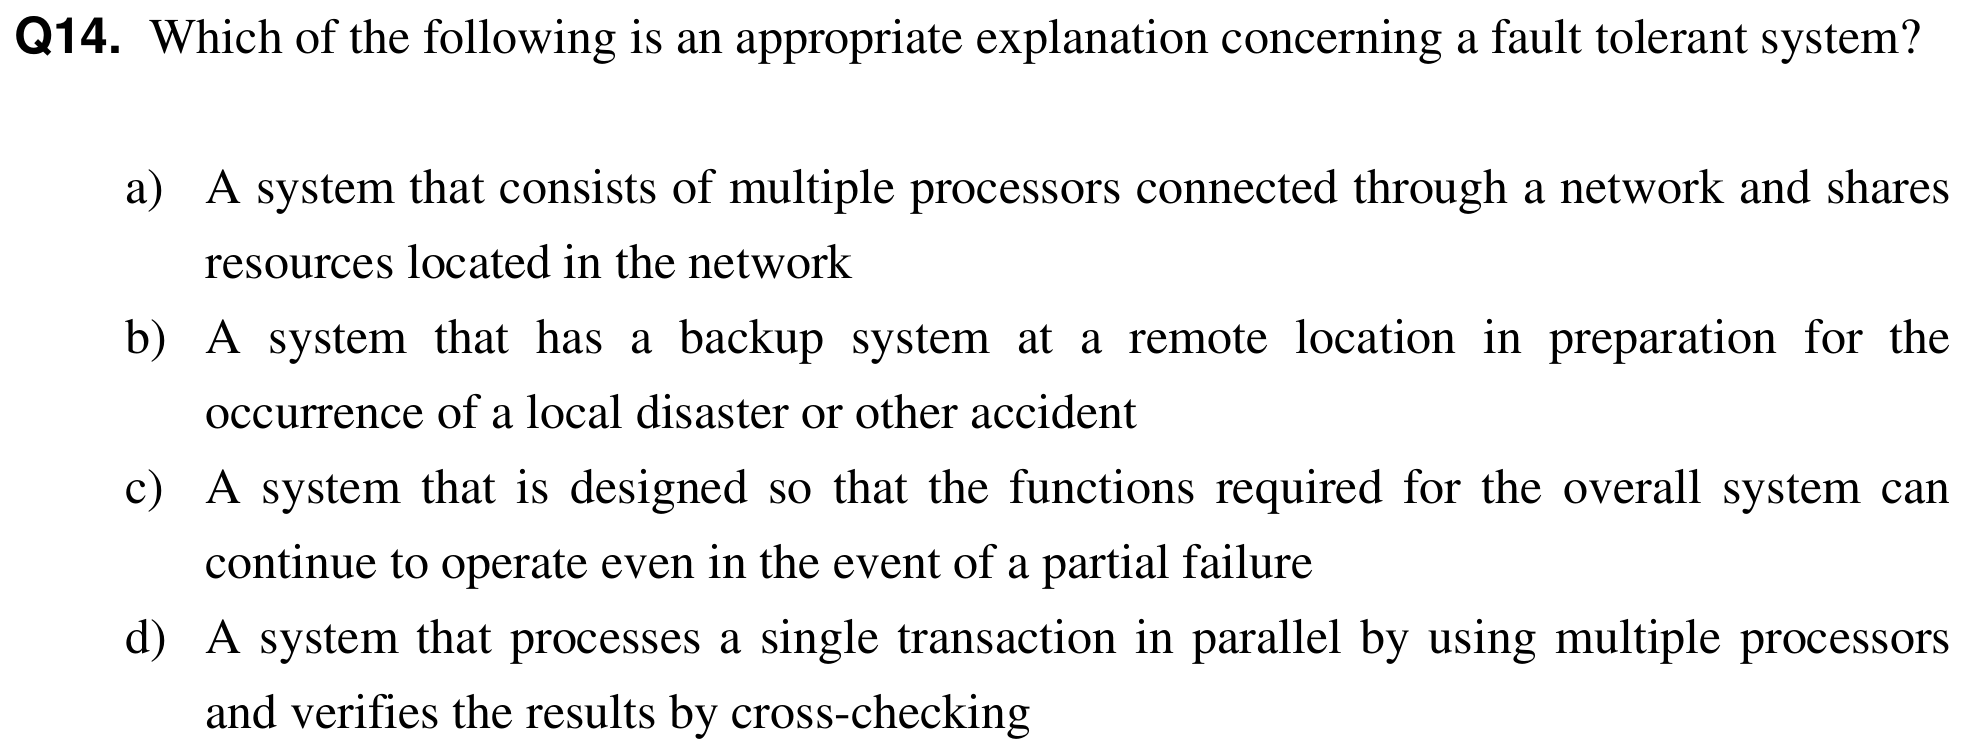 Q14. Which of the following is an appropriate explanation concerning a fault tolerant system?
a) A system that consists of multiple processors connected through a network and shares
resources located in the network
b) A system that has a backup system at a remote location in preparation for the
occurrence of a local disaster or other accident
c) A system that is designed so that the functions required for the overall system can
continue to operate even in the event of a partial failure
d) A system that processes a single transaction in parallel by using multiple processors
and verifies the results by cross-checking